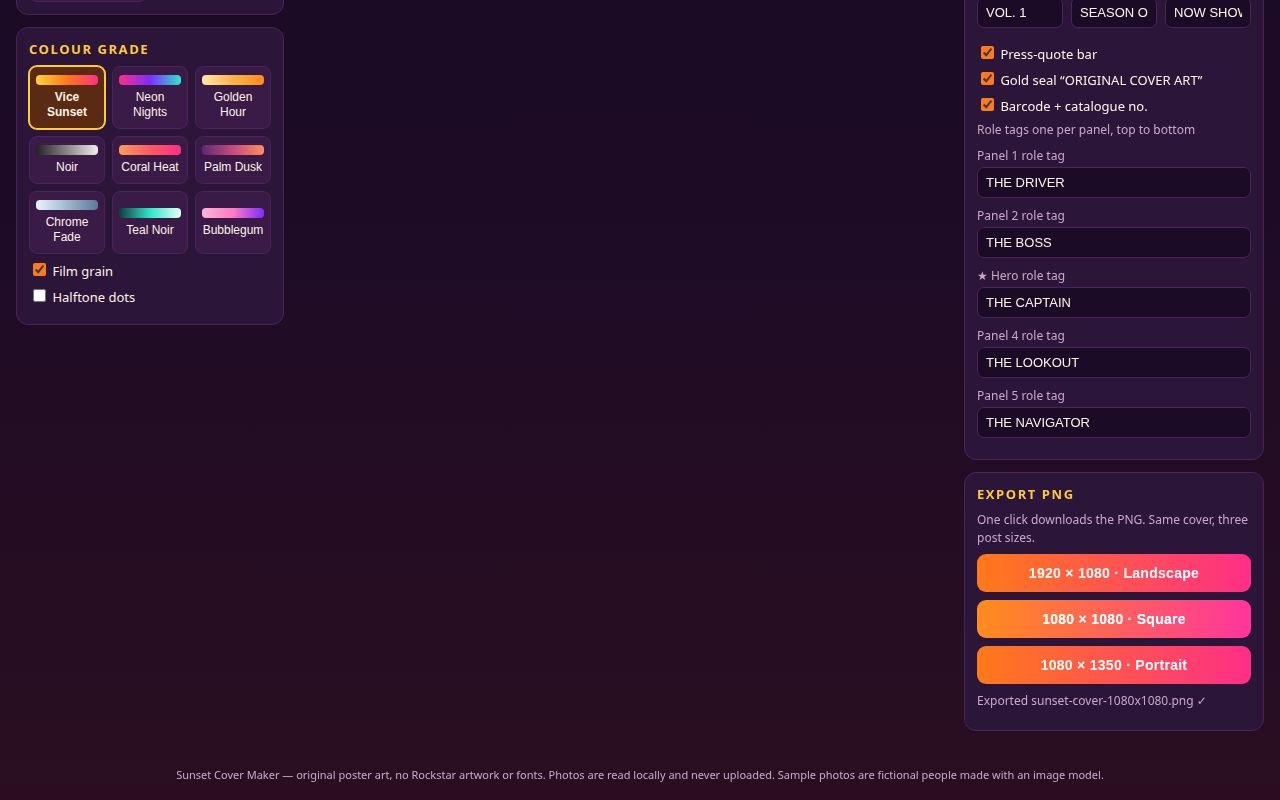 COLOUR GRADE
Vice
Sunset
Neon
Nights
Golden
Hour
Noir
Coral Heat
Palm Dusk
Chrome
Fade
Teal Noir
Bubblegum
Film grain
Halftone dots
VOL. 1
SEASON O
NOW SHOW
Press-quote bar
Gold seal “ORIGINAL COVER ART”
Barcode + catalogue no.
Role tags one per panel, top to bottom
Panel 1 role tag
THE DRIVER
Panel 2 role tag
THE BOSS
★ Hero role tag
THE CAPTAIN
Panel 4 role tag
THE LOOKOUT
Panel 5 role tag
THE NAVIGATOR
EXPORT PNG
One click downloads the PNG. Same cover, three
post sizes.
1920 × 1080 · Landscape
1080 × 1080 · Square
1080 × 1350 · Portrait
Exported sunset-cover-1080x1080.png ✓
Sunset Cover Maker — original poster art, no Rockstar artwork or fonts. Photos are read locally and never uploaded. Sample photos are fictional people made with an image model.